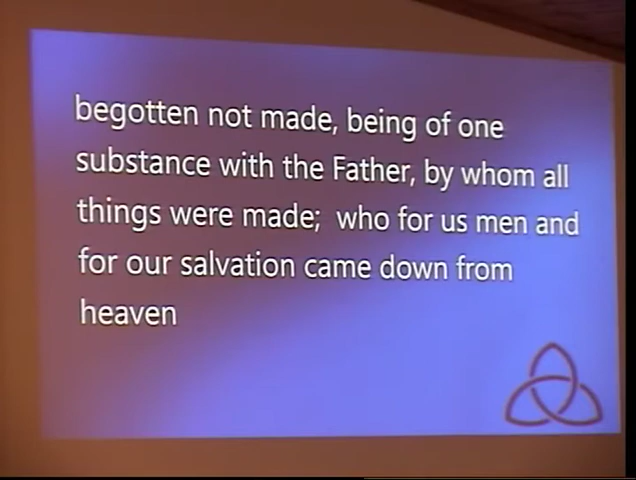 begotten not made, being of one
substance with the Father, by whom all
things were made;  who for us men and
for our salvation came down from
heaven